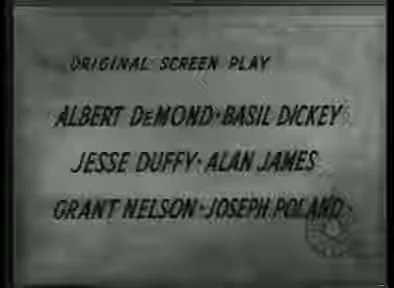 ORIGINAL SCREEN PLAY
ALBERT DEMOND · BASIL DICKEY
JESSE DUFFY · ALAN JAMES
GRANT NELSON · JOSEPH POLAND